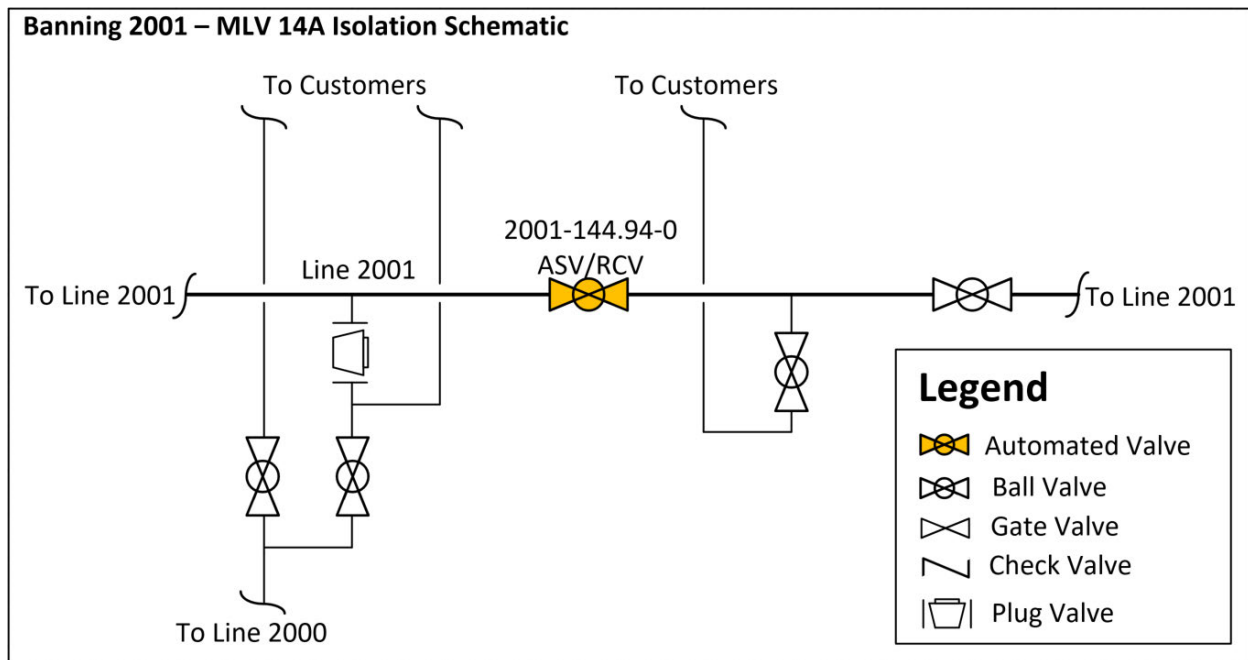 Banning 2001 – MLV 14A Isolation Schematic
To Customers
To Customers
2001-144.94-0
ASV/RCV
Line 2001
To Line 2001
To Line 2001
To Line 2000
Legend
Automated Valve
Ball Valve
Gate Valve
Check Valve
Plug Valve